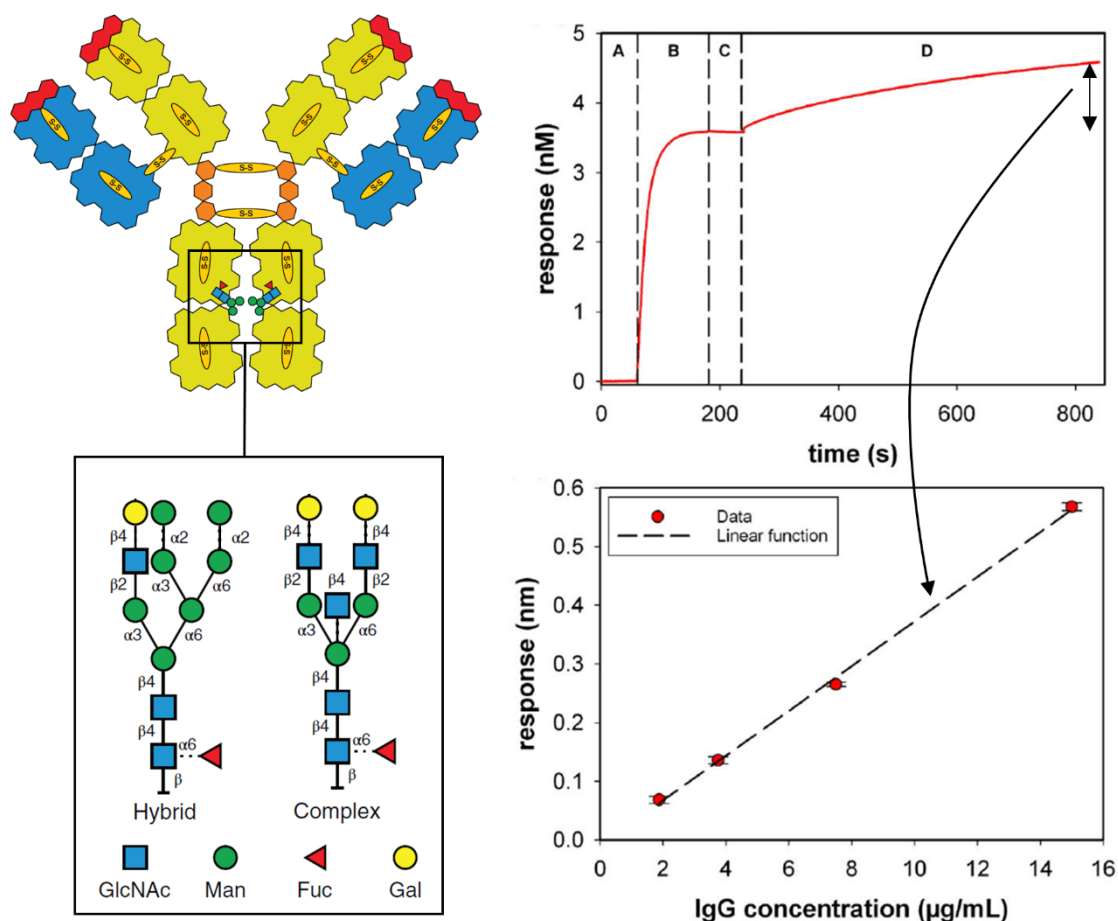 S-S
S-S
S-S
S-S
S-S
S-S
S-S
S-S
S-S
S-S
S-S
S-S
β4
α2
α2
β2
α3
α6
α3
α6
β4
β4
α6
β
Hybrid
β4
β4
β2
β4
β2
α3
α6
β4
β4
α6
β
Complex
GlcNAc
Man
Fuc
Gal
A
B
C
D
5
4
3
2
1
0
response (nM)
0
200
400
600
800
time (s)
0.6
0.5
0.4
0.3
0.2
0.1
0.0
response (nm)
Data
Linear function
0
2
4
6
8
10
12
14
16
IgG concentration (µg/mL)